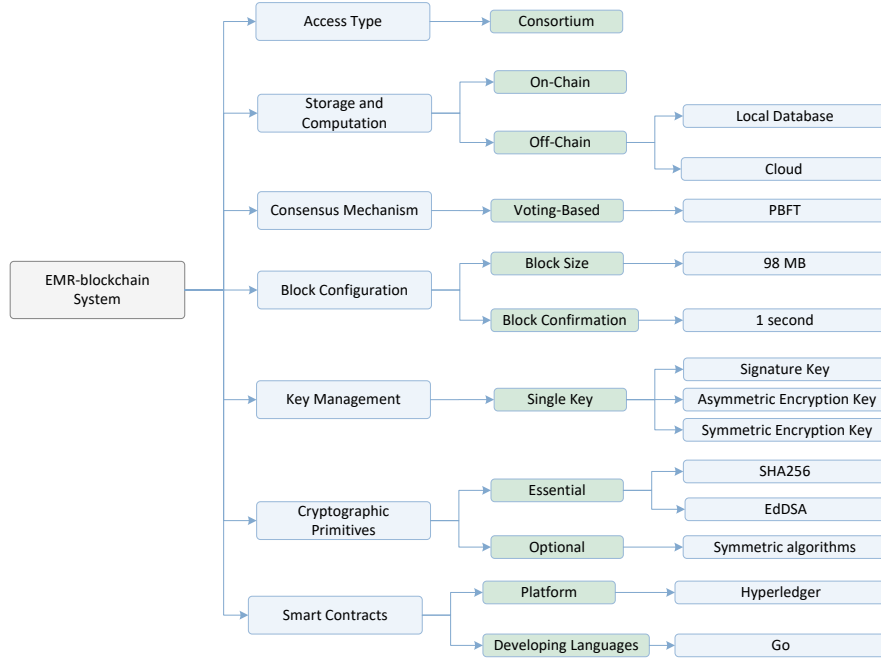 Access Type
Consortium
Storage and
Computation
On-Chain
Off-Chain
Local Database
Cloud
Consensus Mechanism
Voting-Based
PBFT
EMR-blockchain
System
Block Configuration
Block Size
98 MB
Block Confirmation
1 second
Key Management
Single Key
Signature Key
Asymmetric Encryption Key
Symmetric Encryption Key
Cryptographic
Primitives
Essential
SHA256
EdDSA
Optional
Symmetric algorithms
Smart Contracts
Platform
Hyperledger
Developing Languages
Go